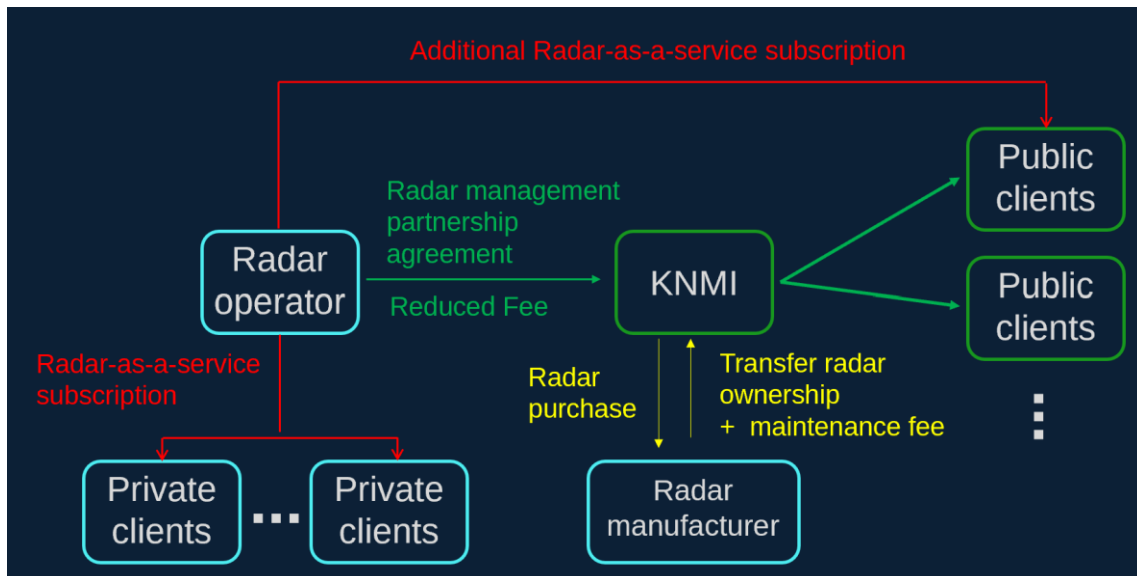 Additional Radar-as-a-service subscription
Public
clients
Radar management
partnership
agreement
Radar
operator
KNMI
Reduced Fee
Public
clients
Radar-as-a-service
subscription
Radar
purchase
Transfer radar
ownership
+ maintenance fee
Private
clients
...
Private
clients
Radar
manufacturer